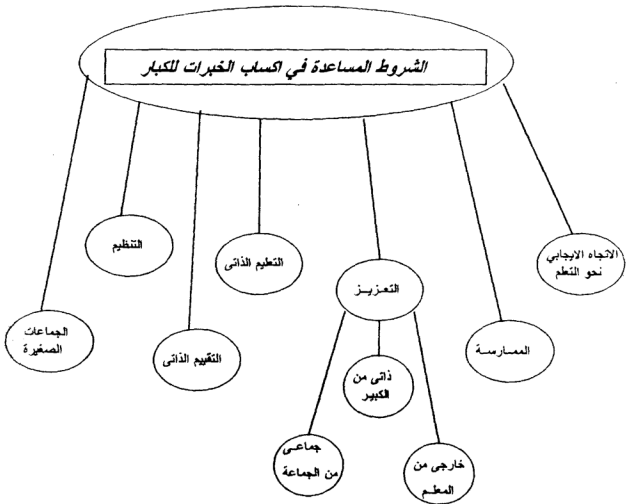 الشروط المساعدة في اكساب الخبرات للكبار
الاتجاه الايجابي
نحو التعلم
الممارسة
التعزيز
خارجى من
المعلم
ذاتى من
الكبير
جماعى
من الجماعة
التعليم الذاتى
التقييم الذاتى
التنظيم
الجماعات
الصغيرة